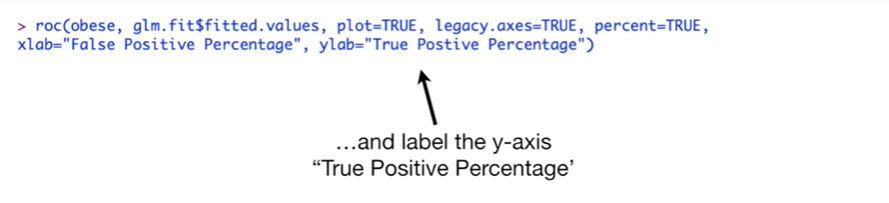 > roc(obese, glm.fit$fitted.values, plot=TRUE, legacy.axes=TRUE, percent=TRUE,
xlab="False Positive Percentage", ylab="True Postive Percentage")
…and label the y-axis
“True Positive Percentage’